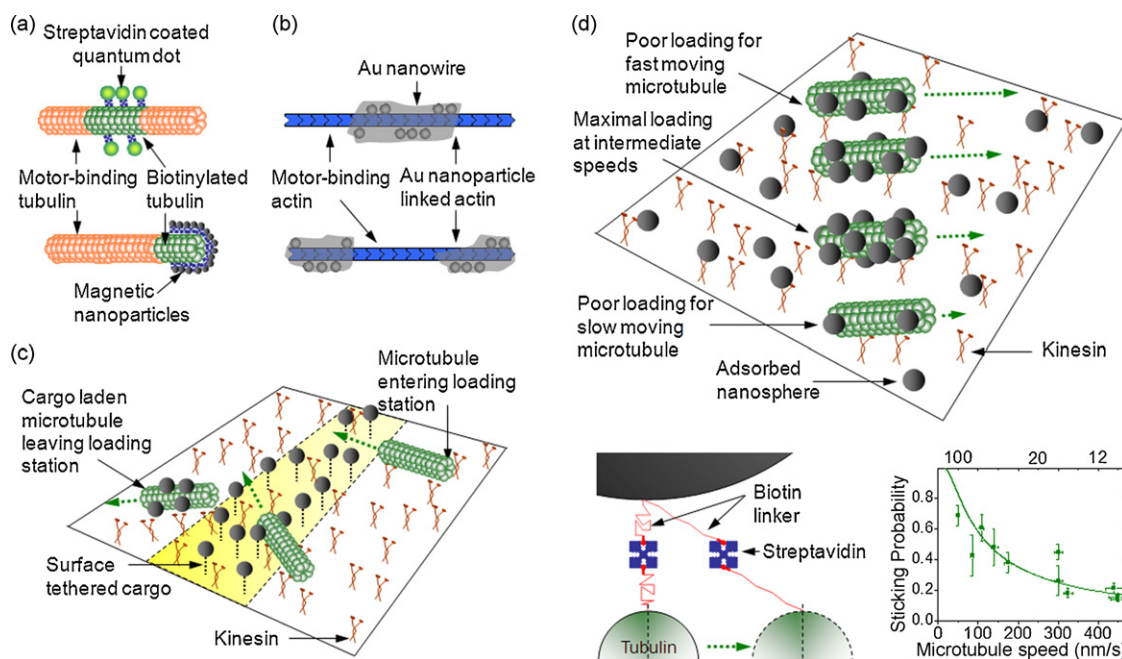 (a)
Streptavidin coated
quantum dot
Motor-binding
tubulin
Biotinylated
tubulin
Magnetic
nanoparticles
(b)
Au nanowire
Motor-binding
actin
Au nanoparticle
linked actin
(c)
Cargo laden
microtubule
leaving loading
station
Microtubule
entering loading
station
Surface
tethered cargo
Kinesin
(d)
Poor loading for
fast moving
microtubule
Maximal loading
at intermediate
speeds
Poor loading for
slow moving
microtubule
Adsorbed
nanosphere
Kinesin
Biotin
linker
Streptavidin
Tubulin
100 20 12
Sticking Probability
0.8
0.6
0.4
0.2
0.0
0 100 200 300 400
Microtubule speed (nm/s)